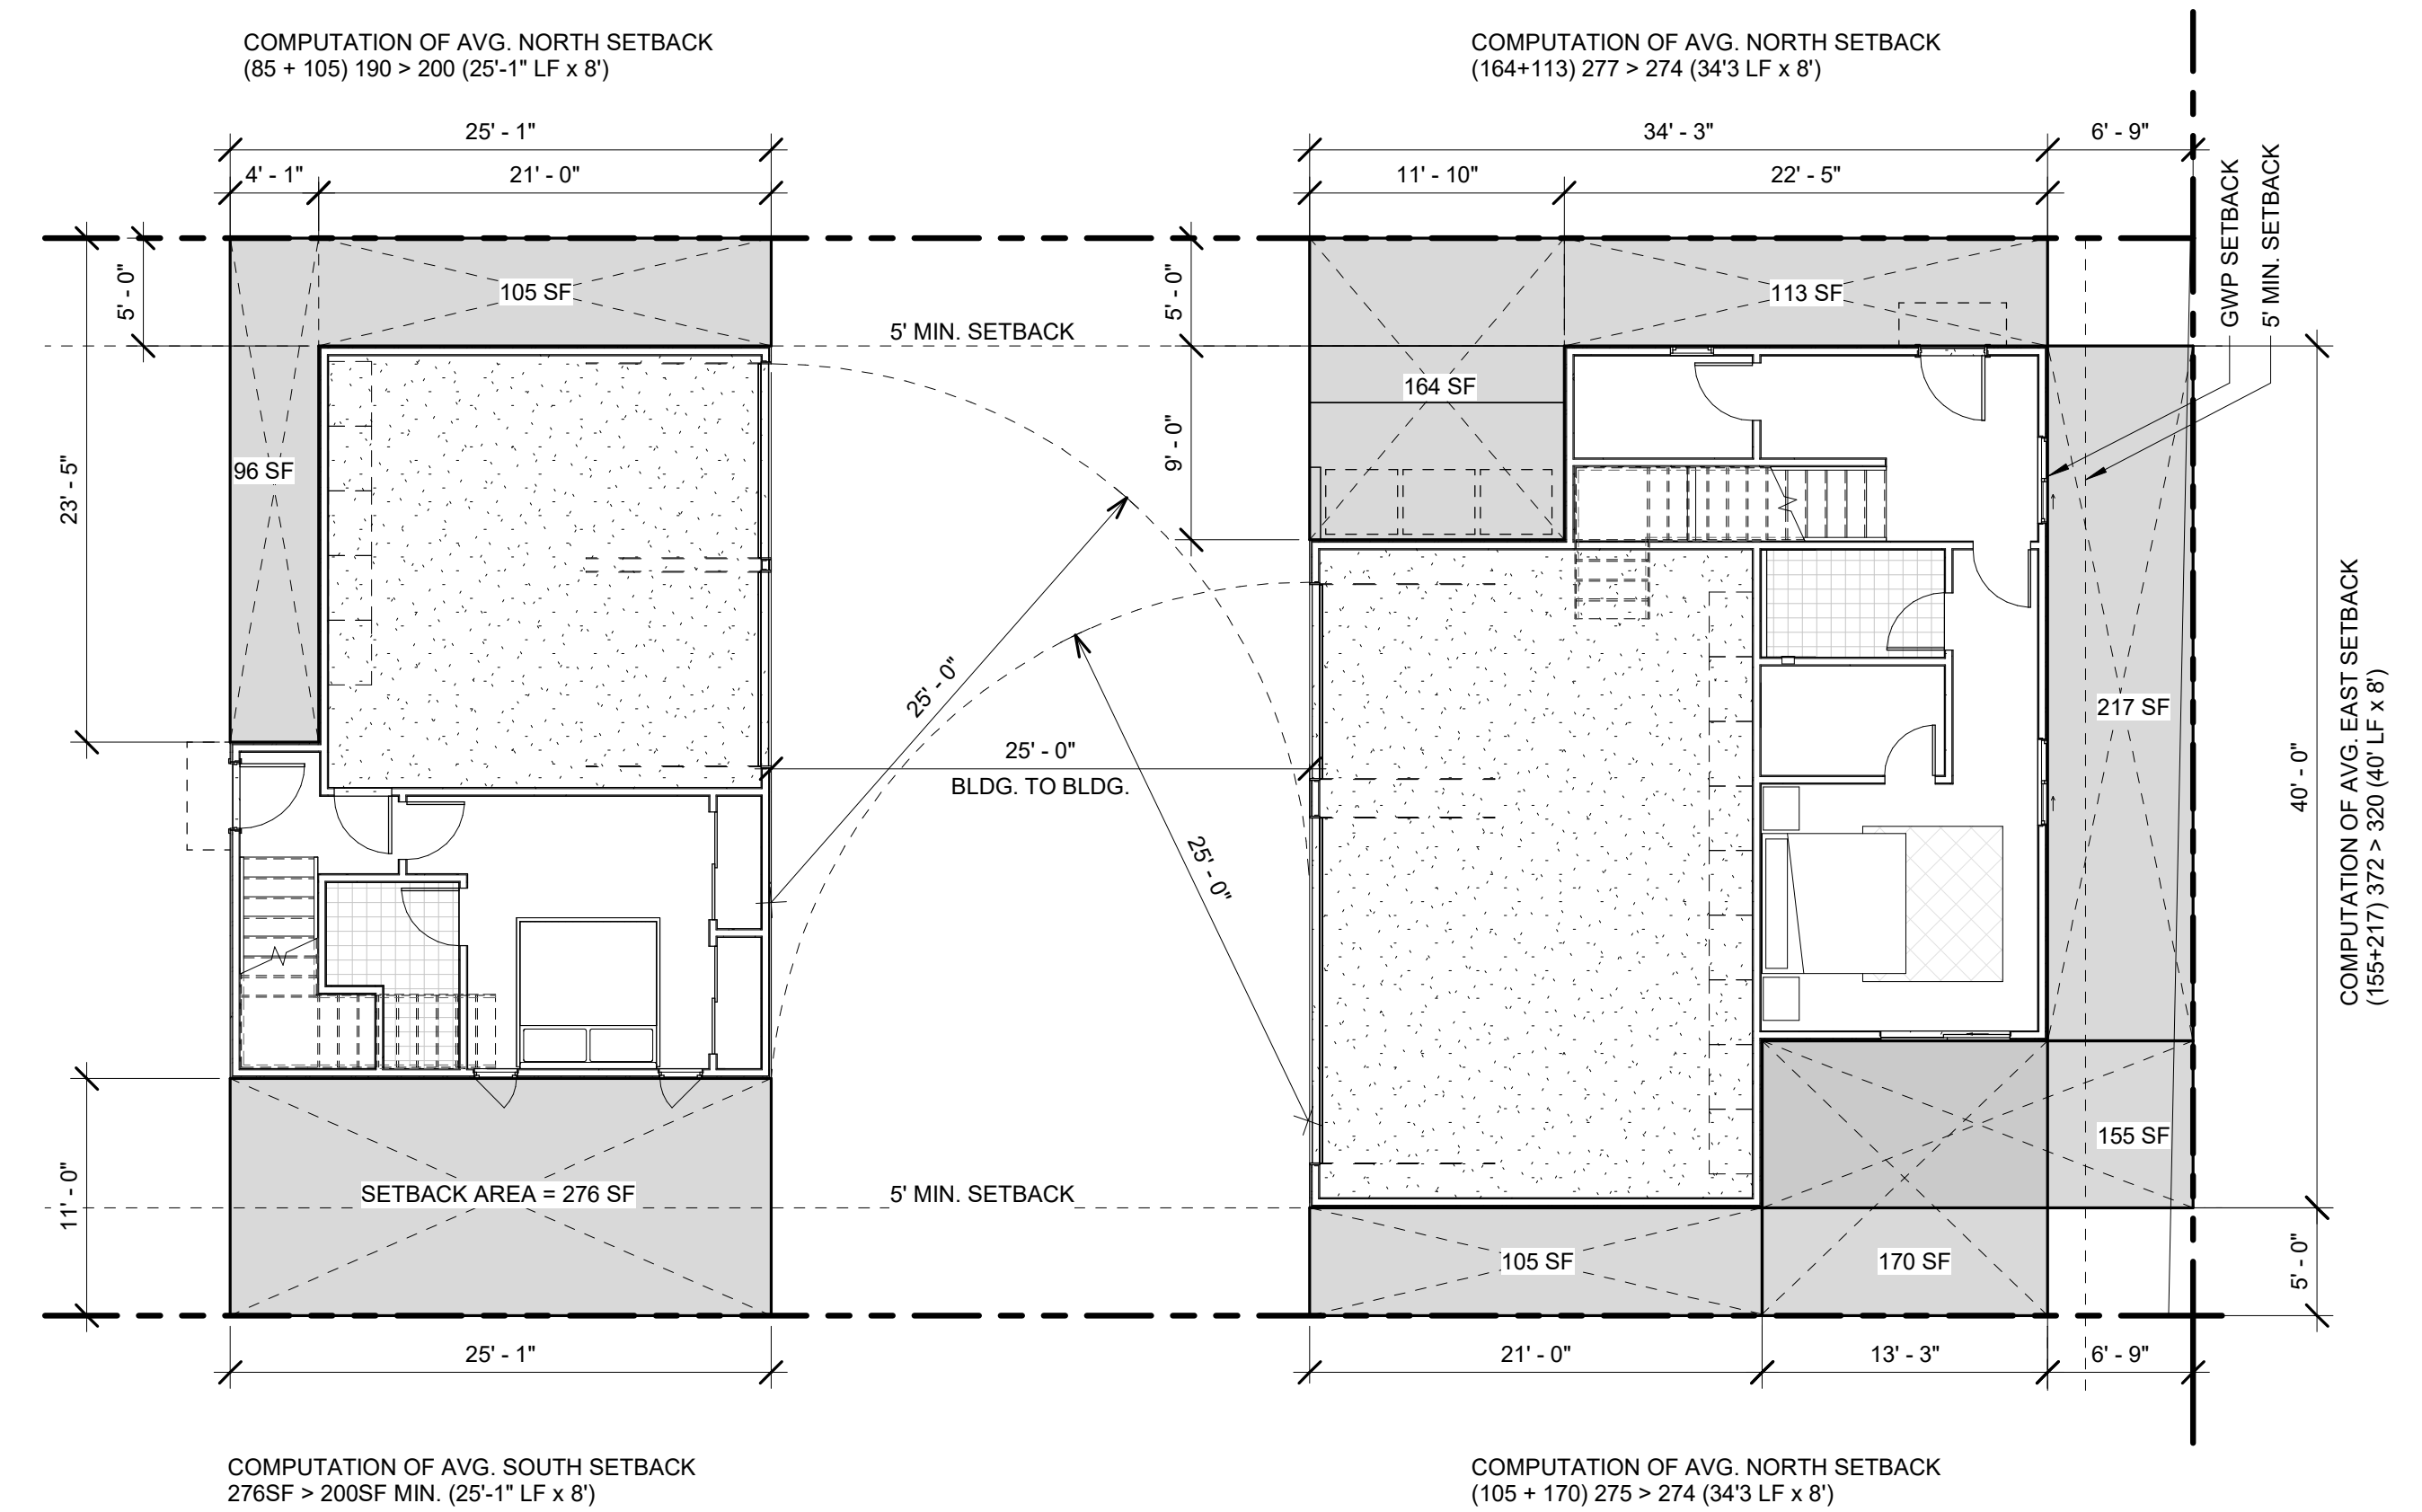 COMPUTATION OF AVG. NORTH SETBACK
(85 + 105) 190 > 200 (25'-1" LF x 8')
COMPUTATION OF AVG. NORTH SETBACK
(164+113) 277 > 274 (34'3 LF x 8')
25' - 1"
34' - 3"
6' - 9"
4' - 1"
21' - 0"
11' - 10"
22' - 5"
GWP SETBACK
5' MIN. SETBACK
5' - 0"
105 SF
5' MIN. SETBACK
5' - 0"
113 SF
164 SF
23' - 5"
96 SF
9' - 0"
25' - 0"
217 SF
25' - 0"
BLDG. TO BLDG.
40' - 0"
COMPUTATION OF AVG. EAST SETBACK
(155+217) 372 > 320 (40' LF x 8')
25' - 0"
155 SF
11' - 0"
SETBACK AREA = 276 SF
5' MIN. SETBACK
105 SF
170 SF
5' - 0"
25' - 1"
21' - 0"
13' - 3"
6' - 9"
COMPUTATION OF AVG. SOUTH SETBACK
276SF > 200SF MIN. (25'-1" LF x 8')
COMPUTATION OF AVG. NORTH SETBACK
(105 + 170) 275 > 274 (34'3 LF x 8')